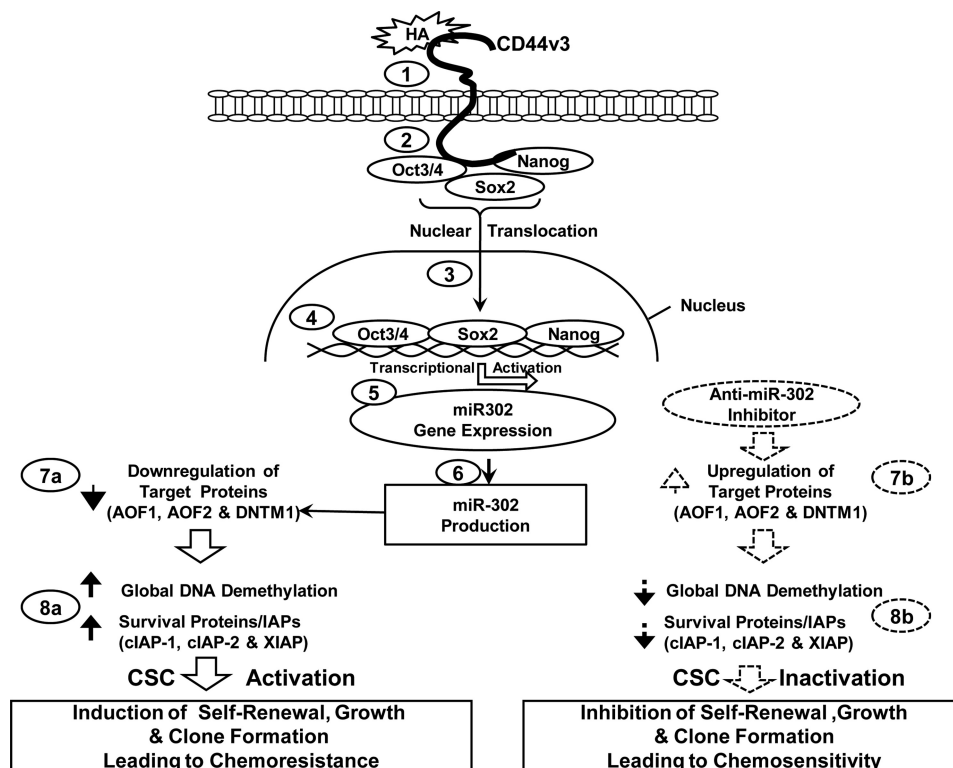 HA
CD44v3
1
2
Oct3/4
Nanog
Sox2
Nuclear Translocation
3
Nucleus
4
Oct3/4
Sox2
Nanog
Transcriptional Activation
5
miR302
Gene Expression
6
miR-302
Production
7a
Downregulation of
Target Proteins
(AOF1, AOF2 & DNTM1)
8a
Global DNA Demethylation
Survival Proteins/IAPs
(cIAP-1, cIAP-2 & XIAP)
CSC Activation
Induction of Self-Renewal, Growth
& Clone Formation
Leading to Chemoresistance
Anti-miR-302
Inhibitor
7b
Upregulation of
Target Proteins
(AOF1, AOF2 & DNTM1)
8b
Global DNA Demethylation
Survival Proteins/IAPs
(cIAP-1, cIAP-2 & XIAP)
CSC Inactivation
Inhibition of Self-Renewal ,Growth
& Clone Formation
Leading to Chemosensitivity